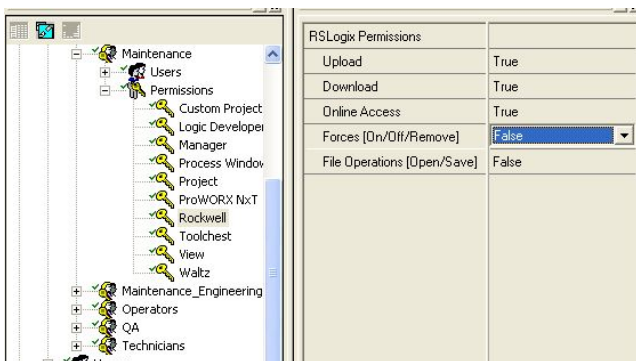 Maintenance
Users
Permissions
Custom Project
Logic Developer
Manager
Process Window
Project
ProWORX NxT
Rockwell
Toolchest
View
Waltz
Maintenance_Engineering
Operators
QA
Technicians
RSLogix Permissions
Upload True
Download True
Online Access True
Forces [On/Off/Remove] False
File Operations [Open/Save] False